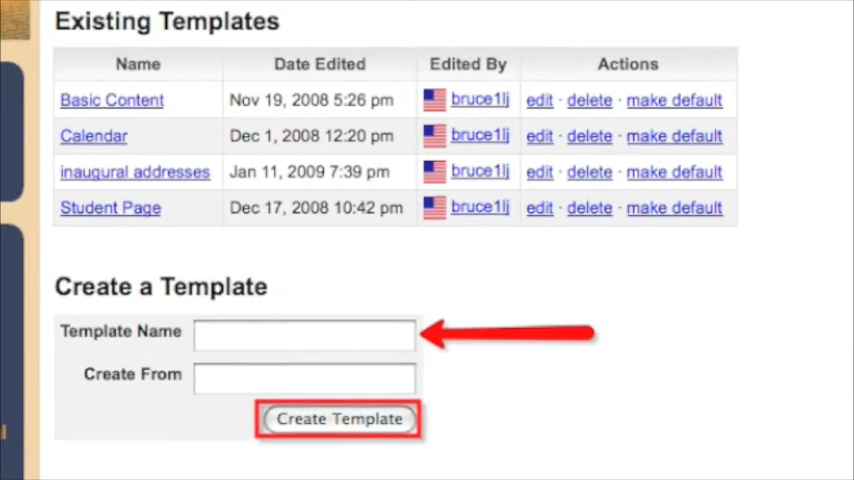 Existing Templates
Name Date Edited Edited By Actions
Basic Content Nov 19, 2008 5:26 pm bruce1lj edit · delete · make default
Calendar Dec 1, 2008 12:20 pm bruce1lj edit · delete · make default
inaugural addresses Jan 11, 2009 7:39 pm bruce1lj edit · delete · make default
Student Page Dec 17, 2008 10:42 pm bruce1lj edit · delete · make default
Create a Template
Template Name
Create From
Create Template